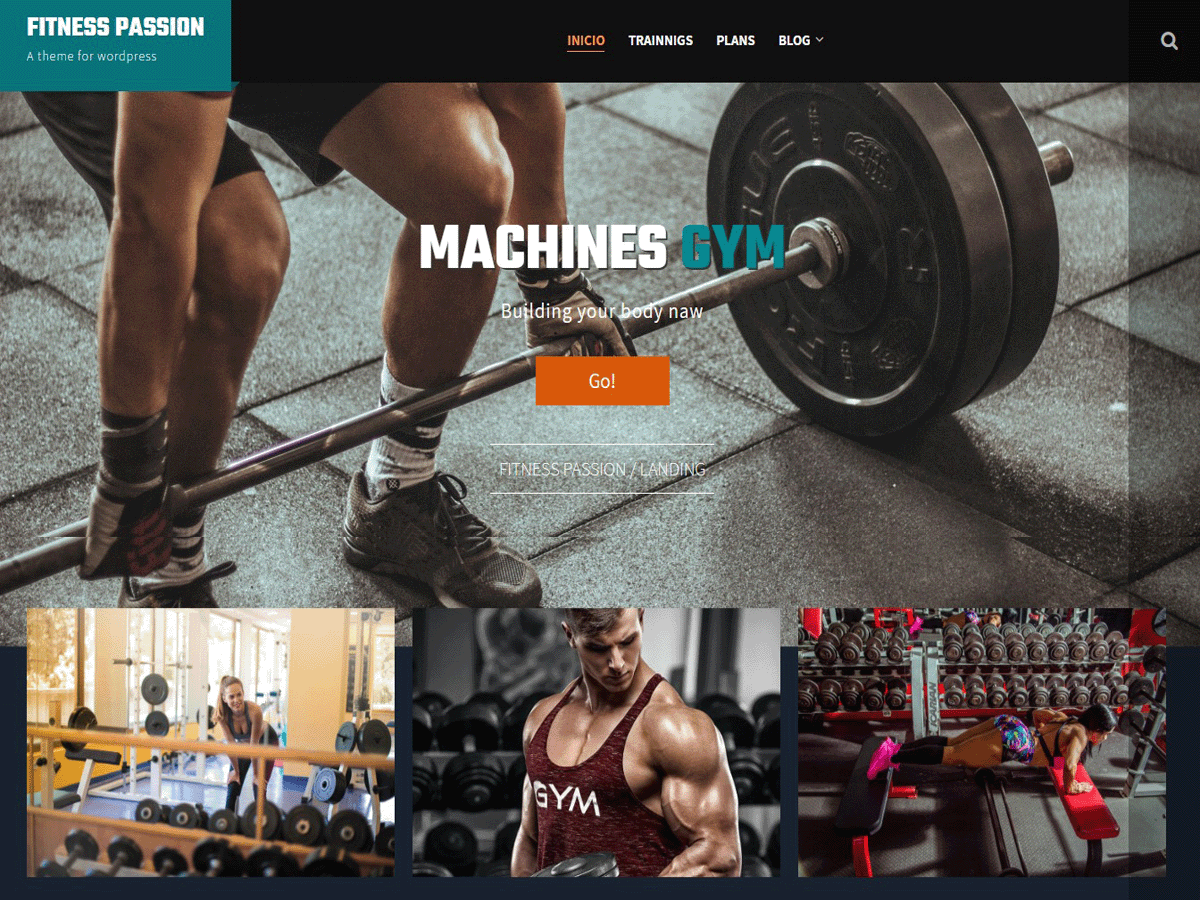 FITNESS PASSION
A theme for wordpress
INICIO TRAINNIGS PLANS BLOG
MACHINES GYM
Building your body naw
Go!
FITNESS PASSION / LANDING
GYM